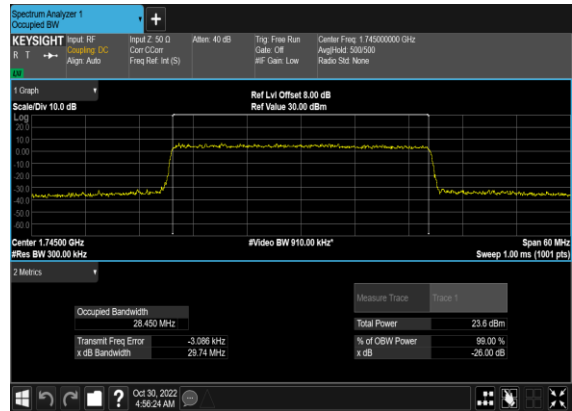 Spectrum Analyzer 1
Occupied BW
+
KEYSIGHT Input: RF Input Z: 50 Ω Atten: 40 dB Trig: Free Run Center Freq: 1.745000000 GHz
R T Coupling: DC Corr CCorr Gate: Off Avg|Hold: 500/500
Align: Auto Freq Ref: Int (S) #IF Gain: Low Radio Std: None
1 Graph
Ref Lvl Offset 8.00 dB
Scale/Div 10.0 dB Ref Value 30.00 dBm
Log
20.0
10.0
0.00
-10.0
-20.0
-30.0
-40.0
-50.0
-60.0
Center 1.74500 GHz #Video BW 910.00 kHz* Span 60 MHz
#Res BW 300.00 kHz Sweep 1.00 ms (1001 pts)
2 Metrics
Measure Trace Trace 1
Occupied Bandwidth
28.450 MHz Total Power 23.6 dBm
Transmit Freq Error -3.086 kHz % of OBW Power 99.00 %
x dB Bandwidth 29.74 MHz x dB -26.00 dB
? Oct 30, 2022
4:56:24 AM